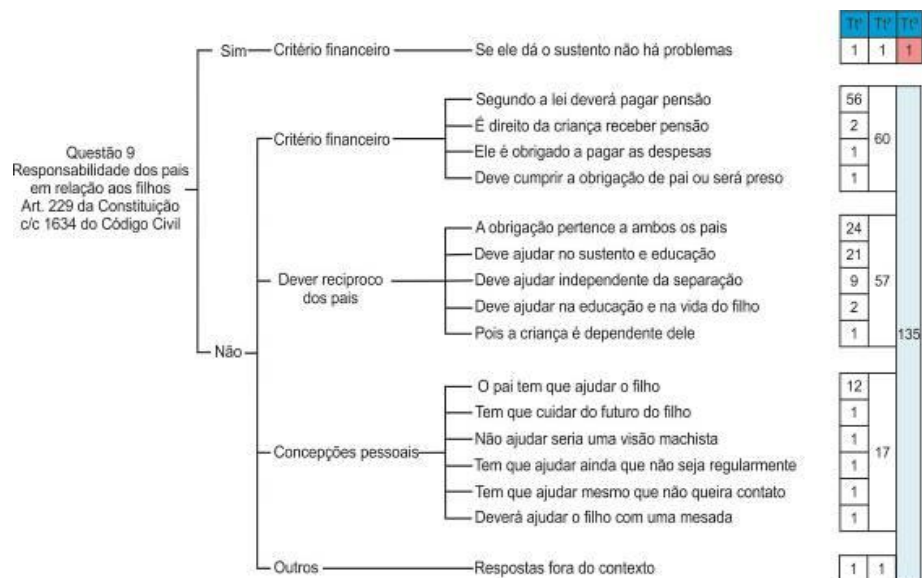 Tt¹ Tt² Tt³
Sim Critério financeiro Se ele dá o sustento não há problemas 1 1 1
Questão 9
Responsabilidade dos pais
em relação aos filhos
Art. 229 da Constituição
c/c 1634 do Código Civil
Não
Critério financeiro
Segundo a lei deverá pagar pensão 56
É direito da criança receber pensão 2
Ele é obrigado a pagar as despesas 1
Deve cumprir a obrigação de pai ou será preso 1
60
Dever reciproco
dos pais
A obrigação pertence a ambos os pais 24
Deve ajudar no sustento e educação 21
Deve ajudar independente da separação 9
Deve ajudar na educação e na vida do filho 2
Pois a criança é dependente dele 1
57
135
Concepções pessoais
O pai tem que ajudar o filho 12
Tem que cuidar do futuro do filho 1
Não ajudar seria uma visão machista 1
Tem que ajudar ainda que não seja regularmente 1
Tem que ajudar mesmo que não queira contato 1
Deverá ajudar o filho com uma mesada 1
17
Outros Respostas fora do contexto 1 1